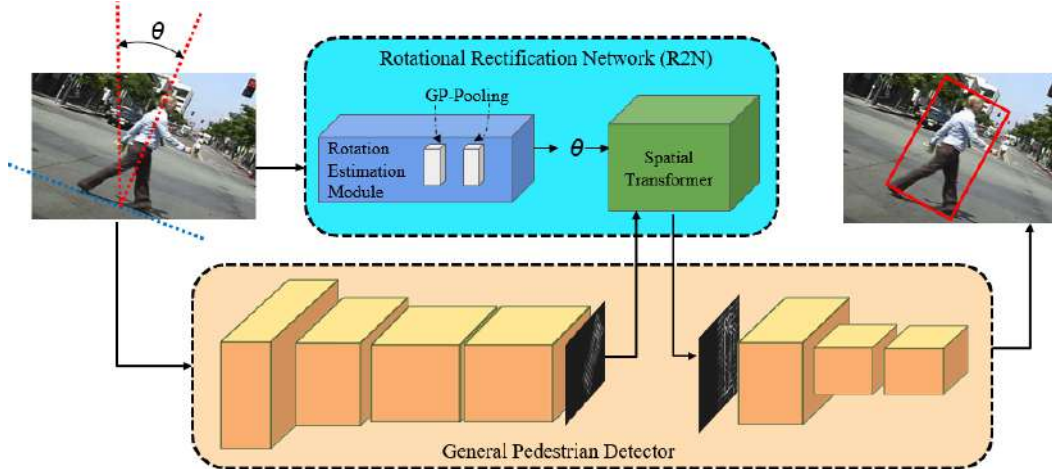 θ
Rotational Rectification Network (R2N)
GP-Pooling
Rotation
Estimation
Module
θ
Spatial
Transformer
General Pedestrian Detector